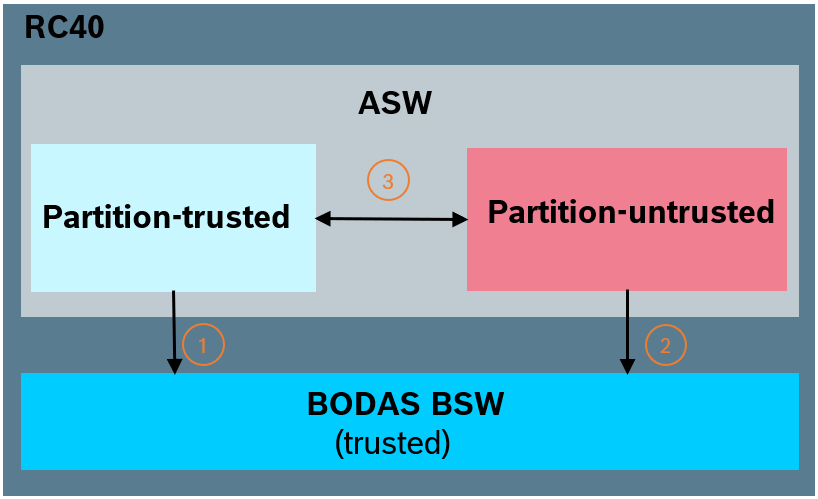 RC40
ASW
Partition-trusted
3
Partition-untrusted
1
2
BODAS BSW
(trusted)